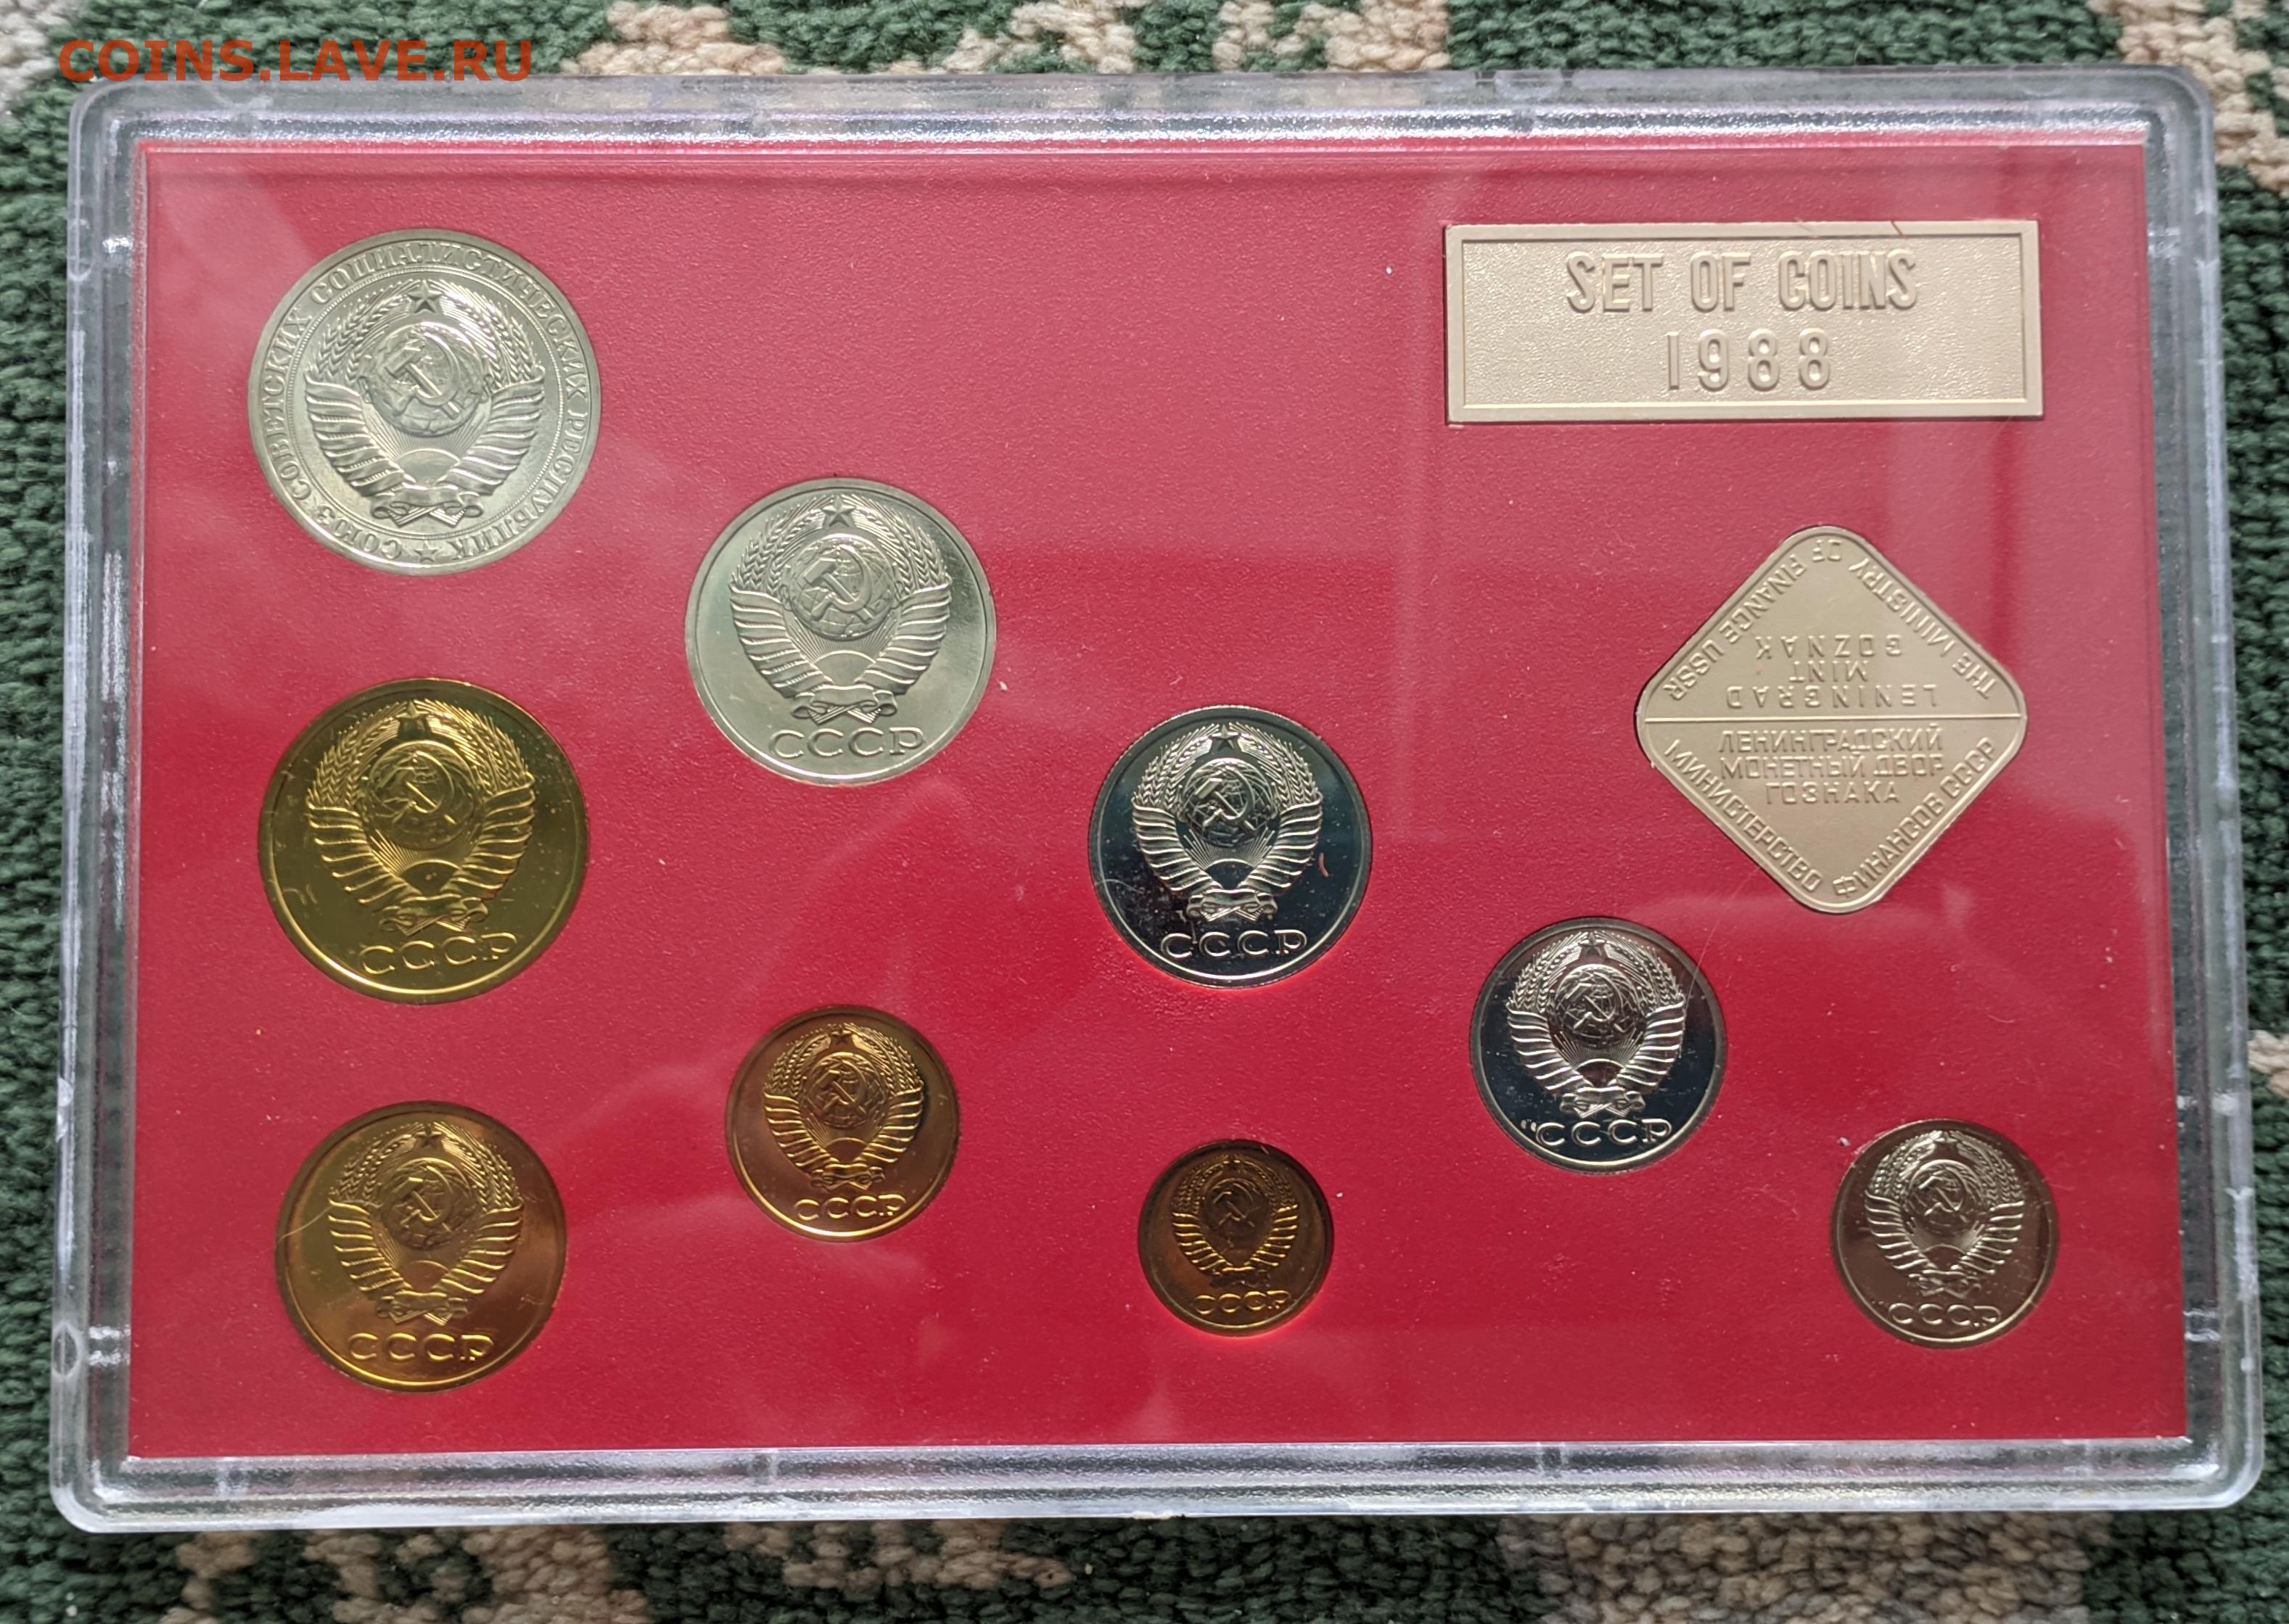 COINS.LAVE.RU
SET OF COINS
1988
СОЮЗ СОВЕТСКИХ СОЦИАЛИСТИЧЕСКИХ РЕСПУБЛИК
СССР
СССР
СССР
СССР
СССР
СССР
СССР
СССР
THE MINISTRY OF FINANCE USSR
LENINGRAD
MINT
GOZNAK
ЛЕНИНГРАДСКИЙ
МОНЕТНЫЙ ДВОР
ГОЗНАКА
МИНИСТЕРСТВО ФИНАНСОВ СССР